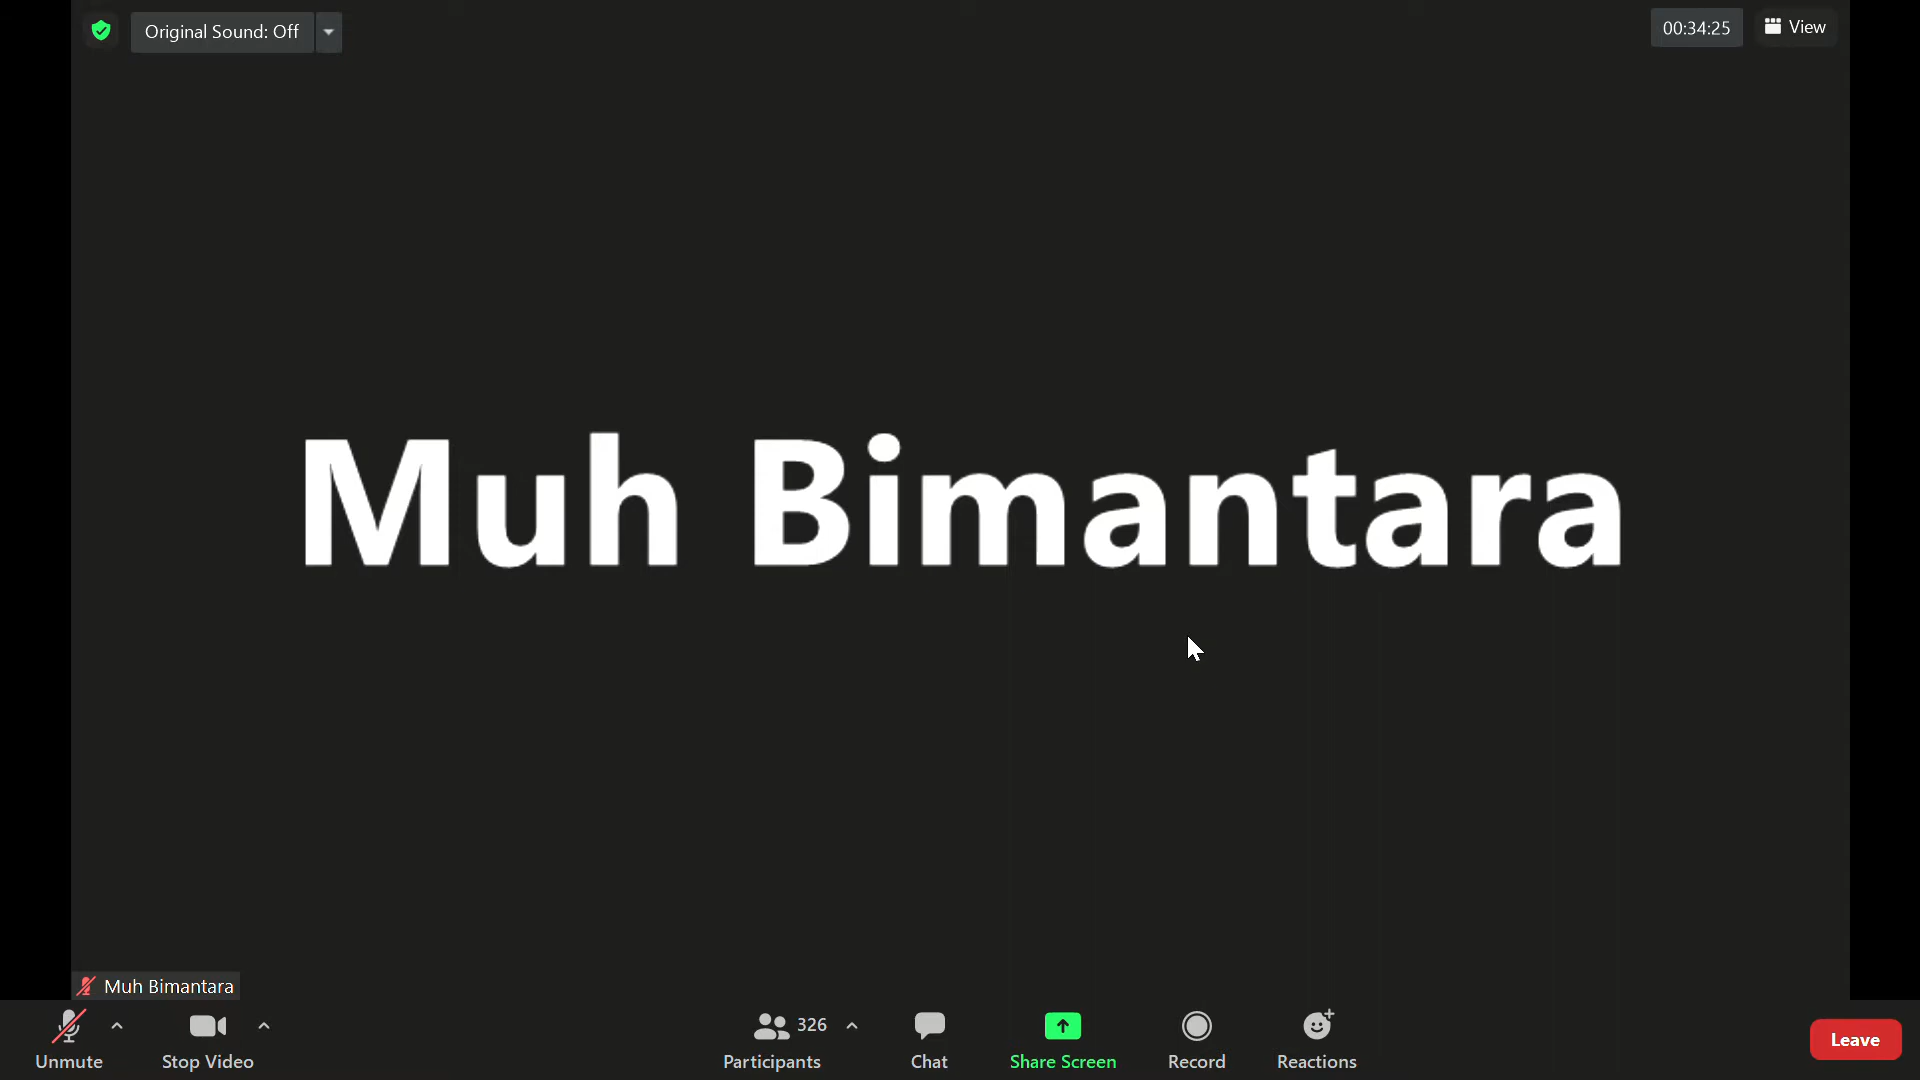 Original Sound: Off
00:34:25
View
Muh Bimantara
Muh Bimantara
Unmute
Stop Video
326
Participants
Chat
Share Screen
Record
Reactions
Leave